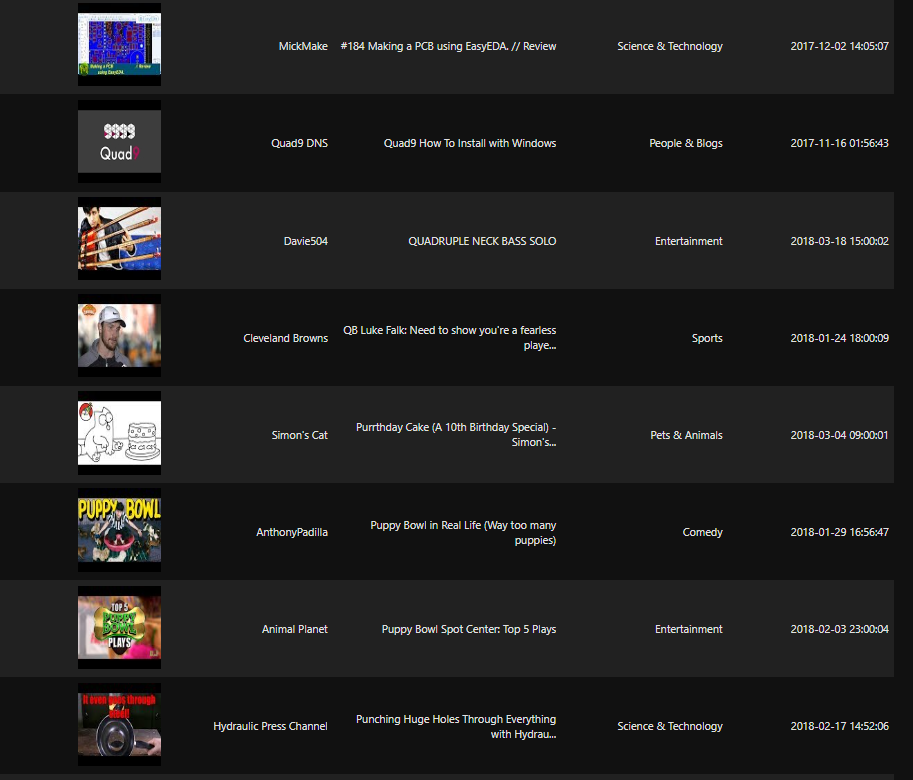 MickMake #184 Making a PCB using EasyEDA. // Review Science & Technology 2017-12-02 14:05:07
Making a PCB // Review
using EasyEDA.
9999
Quad9
Quad9 DNS Quad9 How To Install with Windows People & Blogs 2017-11-16 01:56:43
Davie504 QUADRUPLE NECK BASS SOLO Entertainment 2018-03-18 15:00:02
Cleveland Browns QB Luke Falk: Need to show you're a fearless Sports 2018-01-24 18:00:09
playe...
Simon's Cat Purrthday Cake (A 10th Birthday Special) - Pets & Animals 2018-03-04 09:00:01
Simon's...
PUPPY BOWL
AnthonyPadilla Puppy Bowl in Real Life (Way too many Comedy 2018-01-29 16:56:47
puppies)
TOP 5
PUPPY
BOWL
PLAYS
Animal Planet Puppy Bowl Spot Center: Top 5 Plays Entertainment 2018-02-03 23:00:04
It even goes through
Hydraulic Press Channel Punching Huge Holes Through Everything Science & Technology 2018-02-17 14:52:06
with Hydrau...